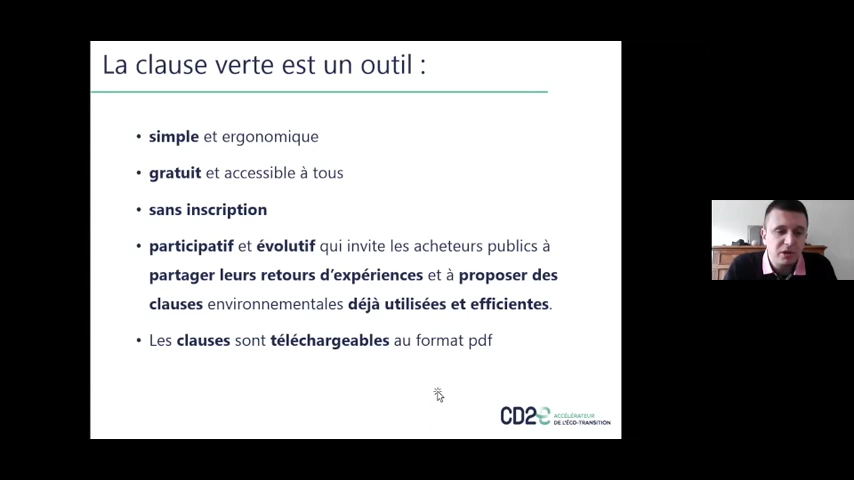 La clause verte est un outil :
• simple et ergonomique
• gratuit et accessible à tous
• sans inscription
• participatif et évolutif qui invite les acheteurs publics à
partager leurs retours d'expériences et à proposer des
clauses environnementales déjà utilisées et efficientes.
• Les clauses sont téléchargeables au format pdf
CD2e ACCÉLÉRATEUR
DE L'ÉCO-TRANSITION